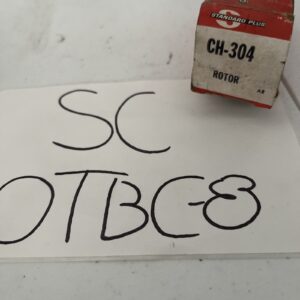 STANDARD PLUS
CH-304
ROTOR
SC
OTBC-8